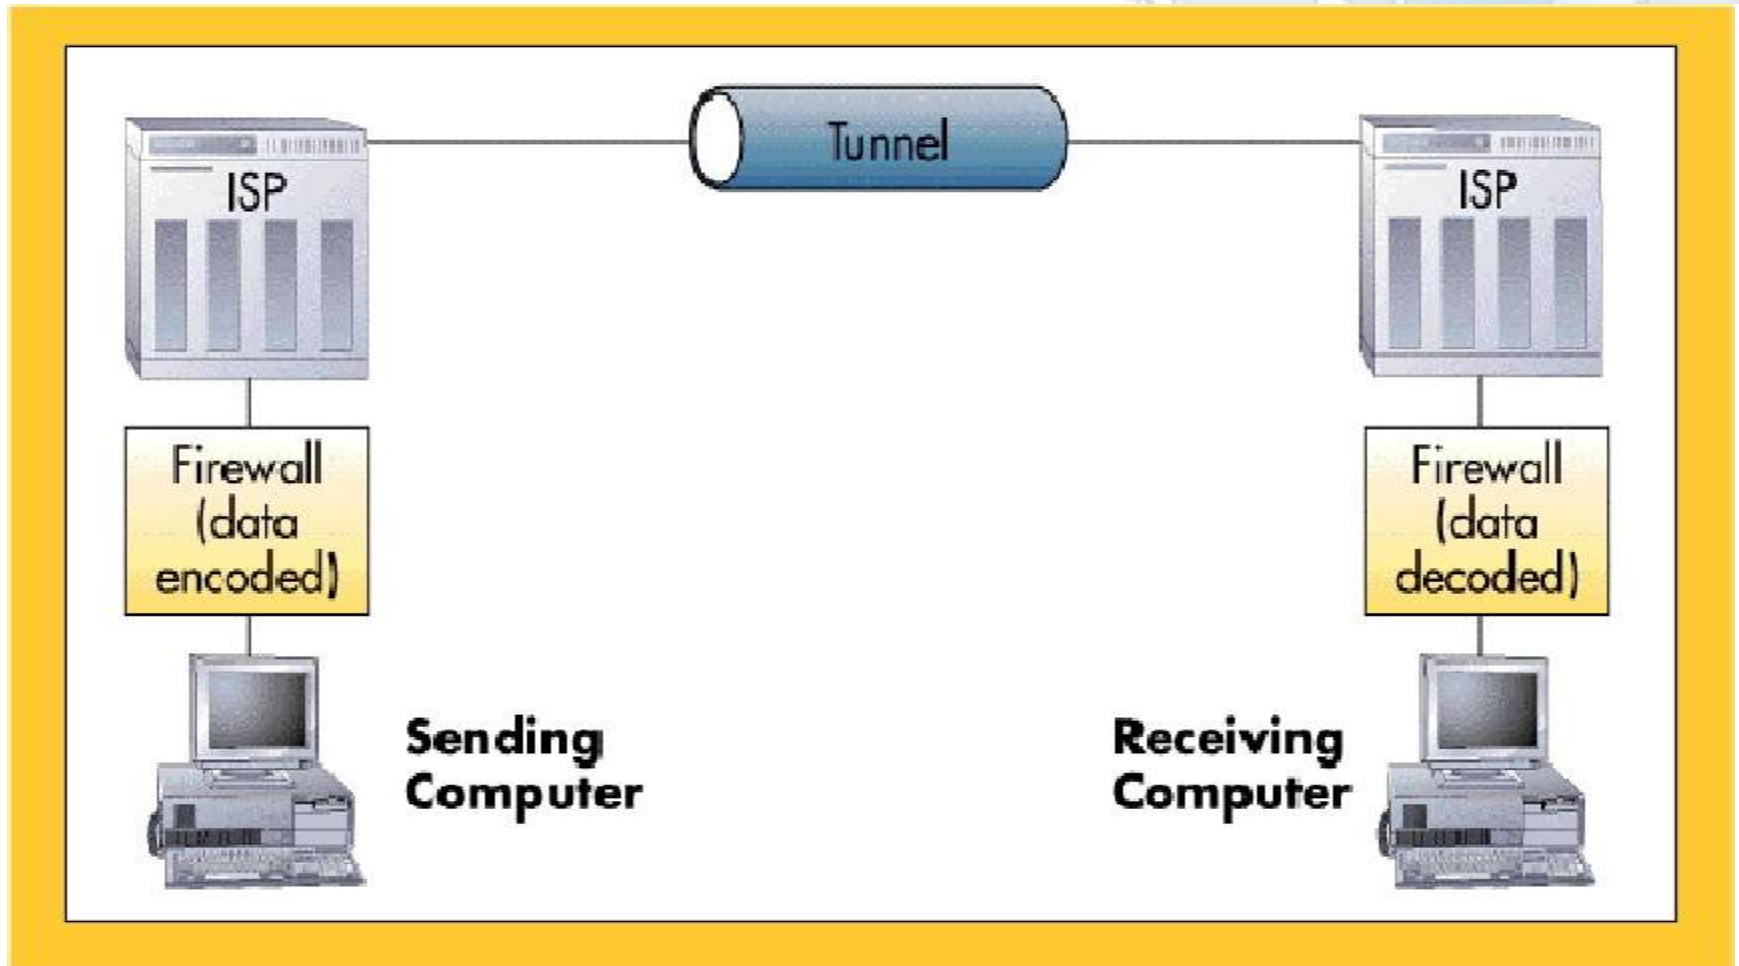 Tunnel
ISP
ISP
Firewall
(data
encoded)
Firewall
(data
decoded)
Sending
Computer
Receiving
Computer